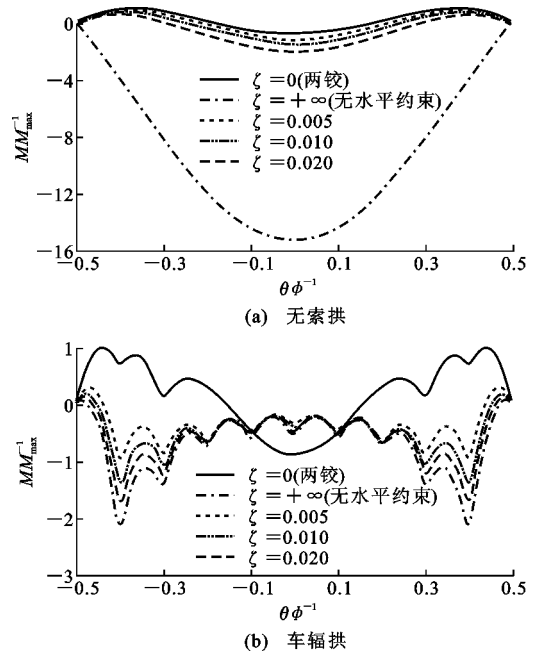 0
−4
−8
−12
−16
MM⁻¹max
ζ=0(两铰)
ζ=+∞(无水平约束)
ζ=0.005
ζ=0.010
ζ=0.020
−0.5 −0.3 −0.1 0.1 0.3 0.5
θϕ⁻¹
(a) 无索拱
1
0
−1
−2
−3
MM⁻¹max
ζ=0(两铰)
ζ=+∞(无水平约束)
ζ=0.005
ζ=0.010
ζ=0.020
−0.5 −0.3 −0.1 0.1 0.3 0.5
θϕ⁻¹
(b) 车辐拱